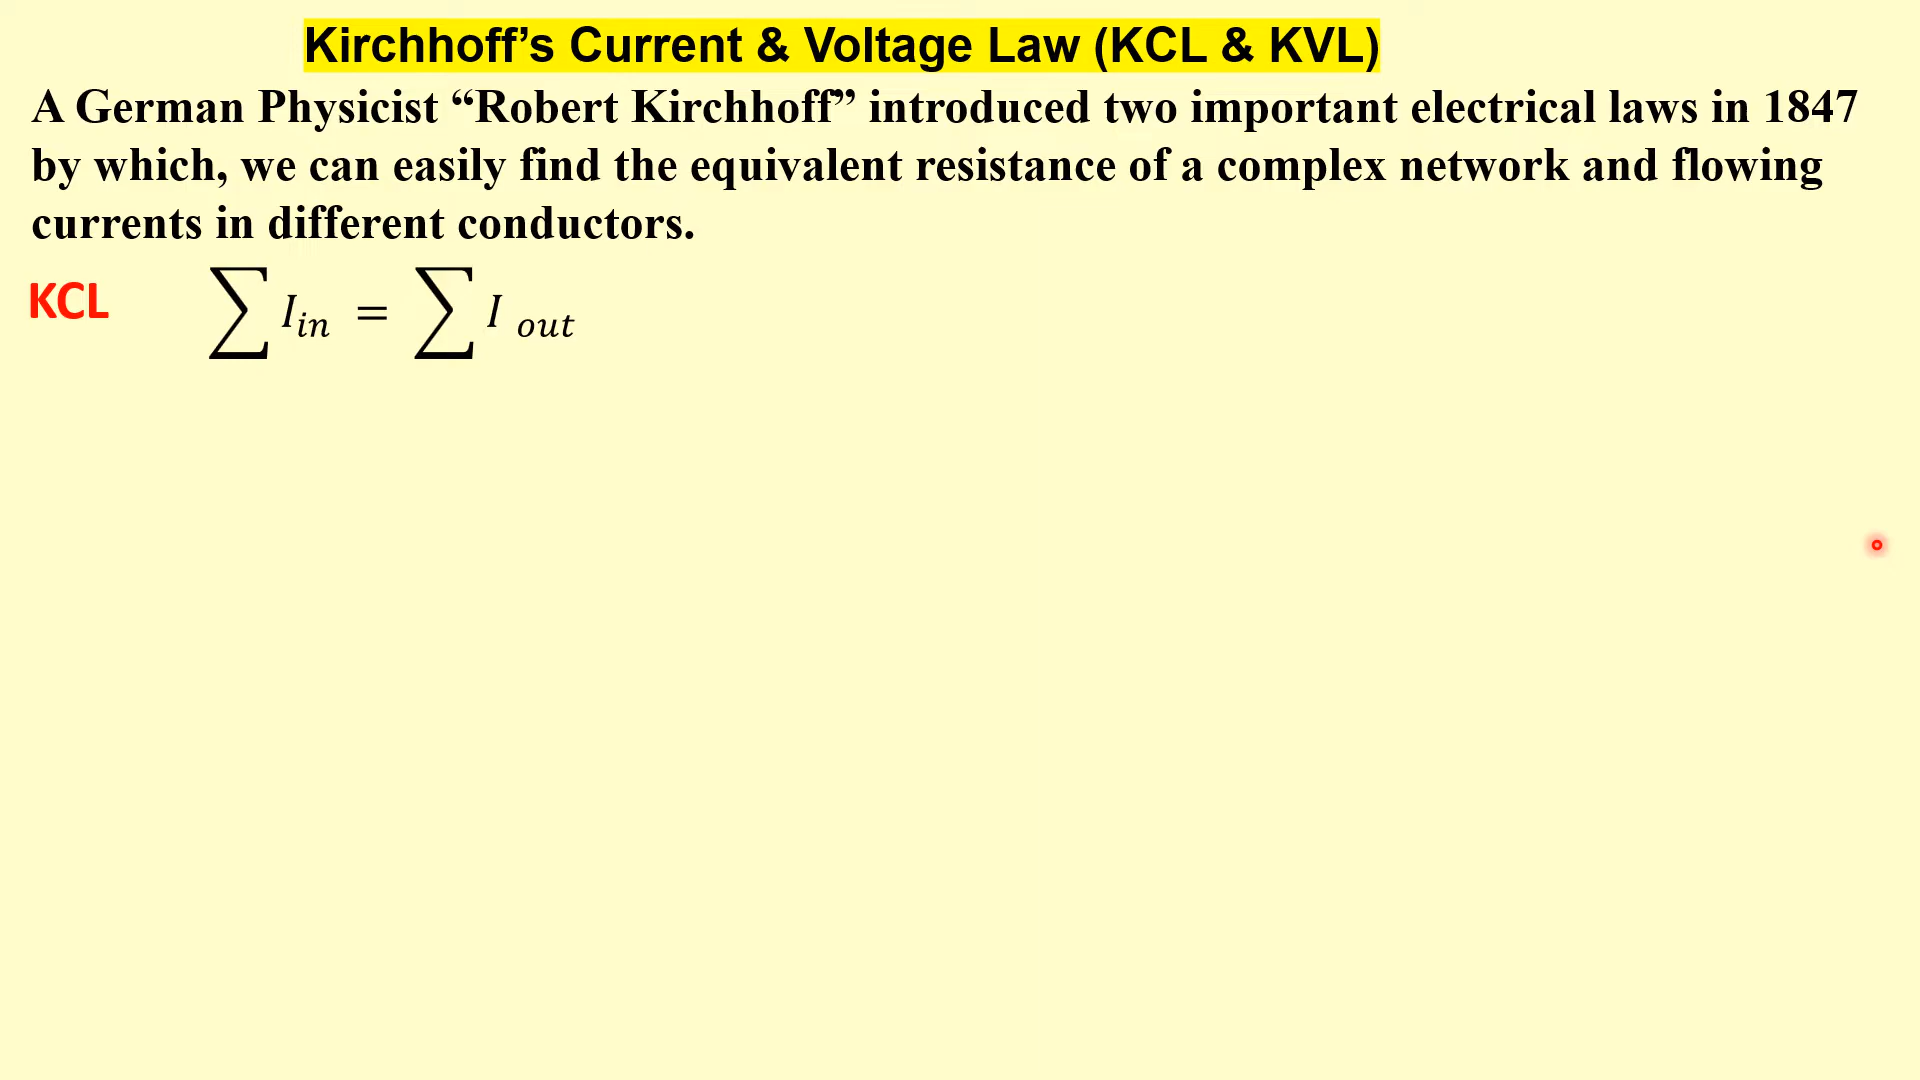 Kirchhoff’s Current & Voltage Law (KCL & KVL)
A German Physicist “Robert Kirchhoff” introduced two important electrical laws in 1847
by which, we can easily find the equivalent resistance of a complex network and flowing
currents in different conductors.
KCL ∑ I_in = ∑ I_out